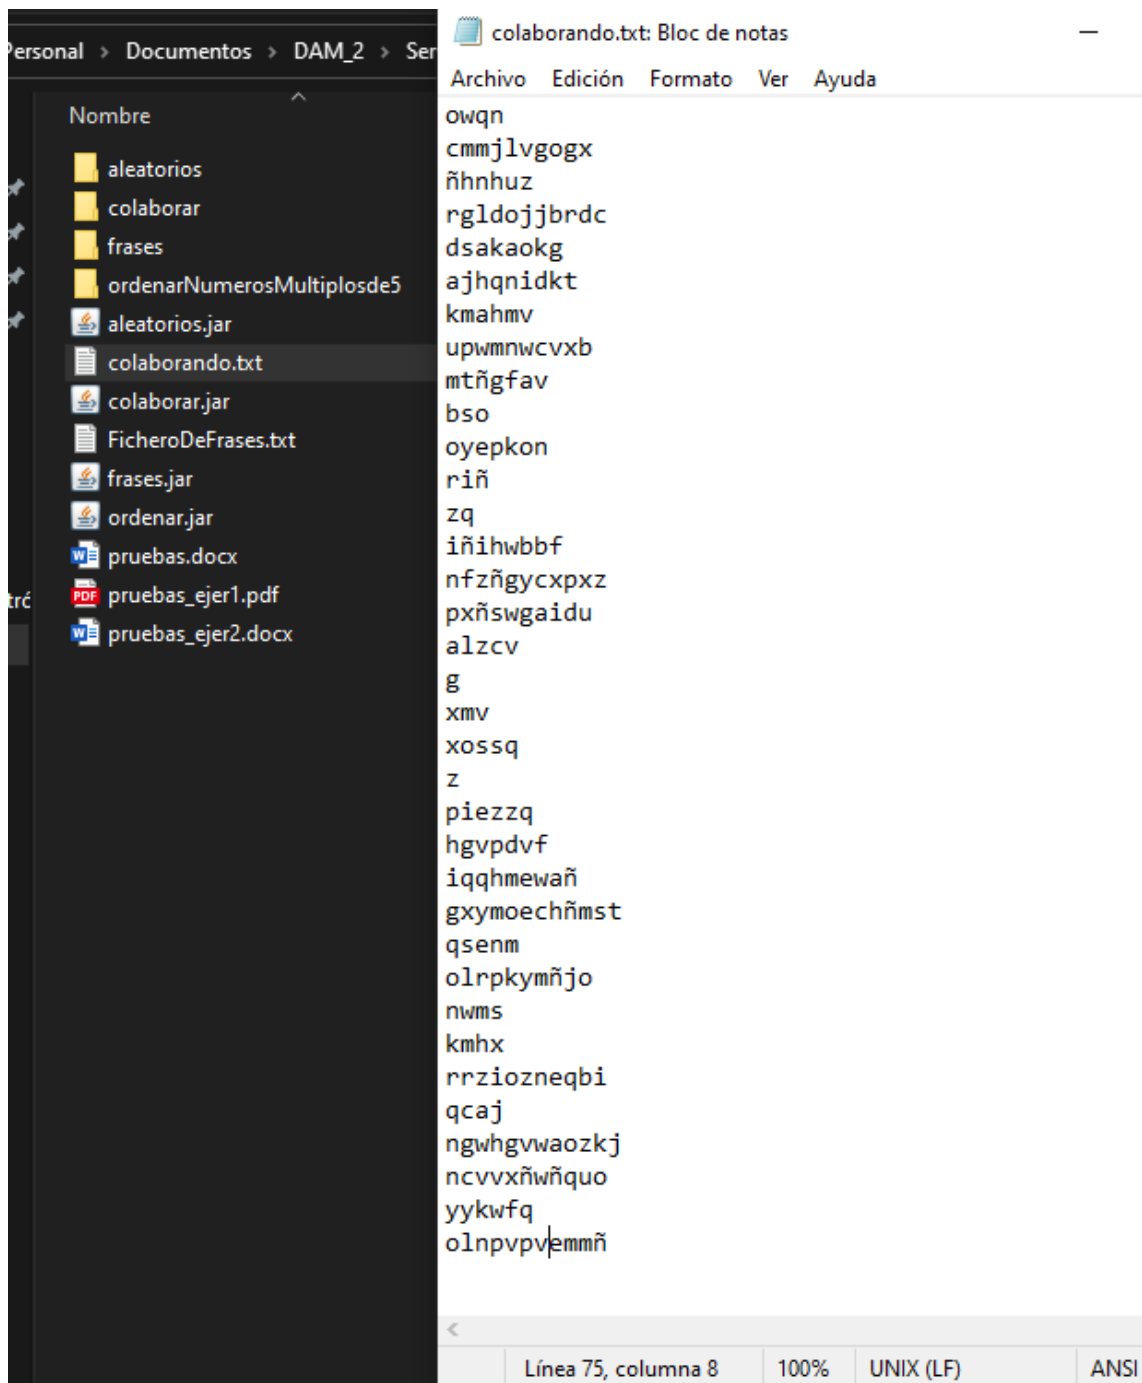 Personal > Documentos > DAM_2 > Ser
Nombre
aleatorios
colaborar
frases
ordenarNumerosMultiplosde5
aleatorios.jar
colaborando.txt
colaborar.jar
FicheroDeFrases.txt
frases.jar
ordenar.jar
pruebas.docx
pruebas_ejer1.pdf
pruebas_ejer2.docx
colaborando.txt: Bloc de notas
Archivo Edición Formato Ver Ayuda
owqn
cmmjlvgogx
ñhnhuz
rgldojjbrdc
dsakaokg
ajhqnidkt
kmahmv
upwmnwcvxb
mtñgfav
bso
oyepkon
riñ
zq
iñihwbbf
nfzñgycxpxz
pxñswgaidu
alzcv
g
xmv
xossq
z
piezzq
hgvpdvf
iqqhmewañ
gxymoechñmst
qsenm
olrpkymñjo
nwms
kmhx
rrziozneqbi
qcaj
ngwhgvwaozkj
ncvvxñwñquo
yykwfq
olnpvpvemmñ
Línea 75, columna 8 100% UNIX (LF) ANSI